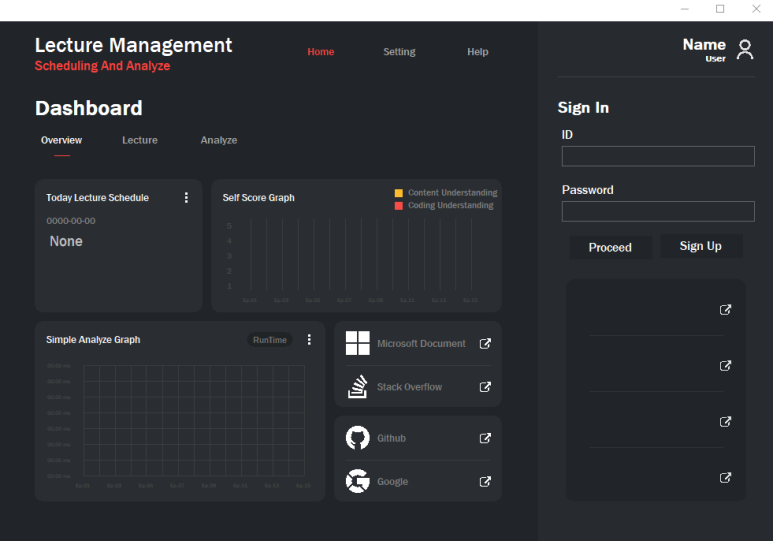 Lecture Management
Scheduling And Analyze
Home
Setting
Help
Name
User
Dashboard
Overview
Lecture
Analyze
Sign In
ID
Password
Proceed
Sign Up
Today Lecture Schedule
0000-00-00
None
Self Score Graph
Content Understanding
Coding Understanding
5
4
3
2
1
Simple Analyze Graph
RunTime
Microsoft Document
Stack Overflow
Github
Google